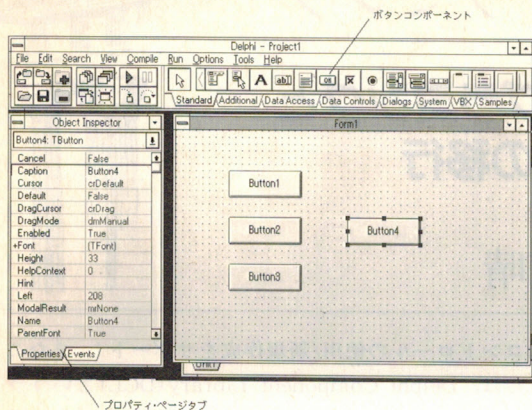 ボタンコンポーネント
Delphi - Project1
File Edit Search View Compile Run Options Tools Help
OK
Standard Additional Data Access Data Controls Dialogs System VBX Samples
Object Inspector
Button4: TButton
Cancel False
Caption Button4
Cursor crDefault
Default False
DragCursor crDrag
DragMode dmManual
Enabled True
+Font (TFont)
Height 33
HelpContext 0
Hint
Left 208
ModalResult mrNone
Name Button4
ParentFont True
Properties Events
Form1
Button1
Button2
Button4
Button3
Unit1
プロパティ・ページタブ